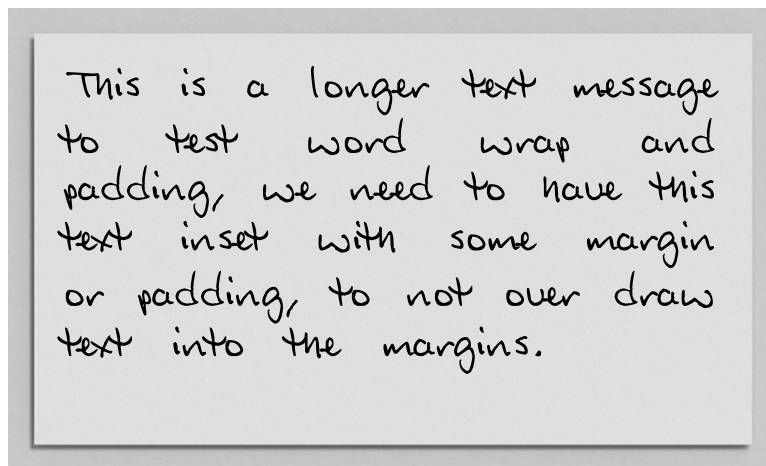 This is a longer text message
to test word wrap and
padding, we need to have this
text inset with some margin
or padding, to not over draw
text into the margins.